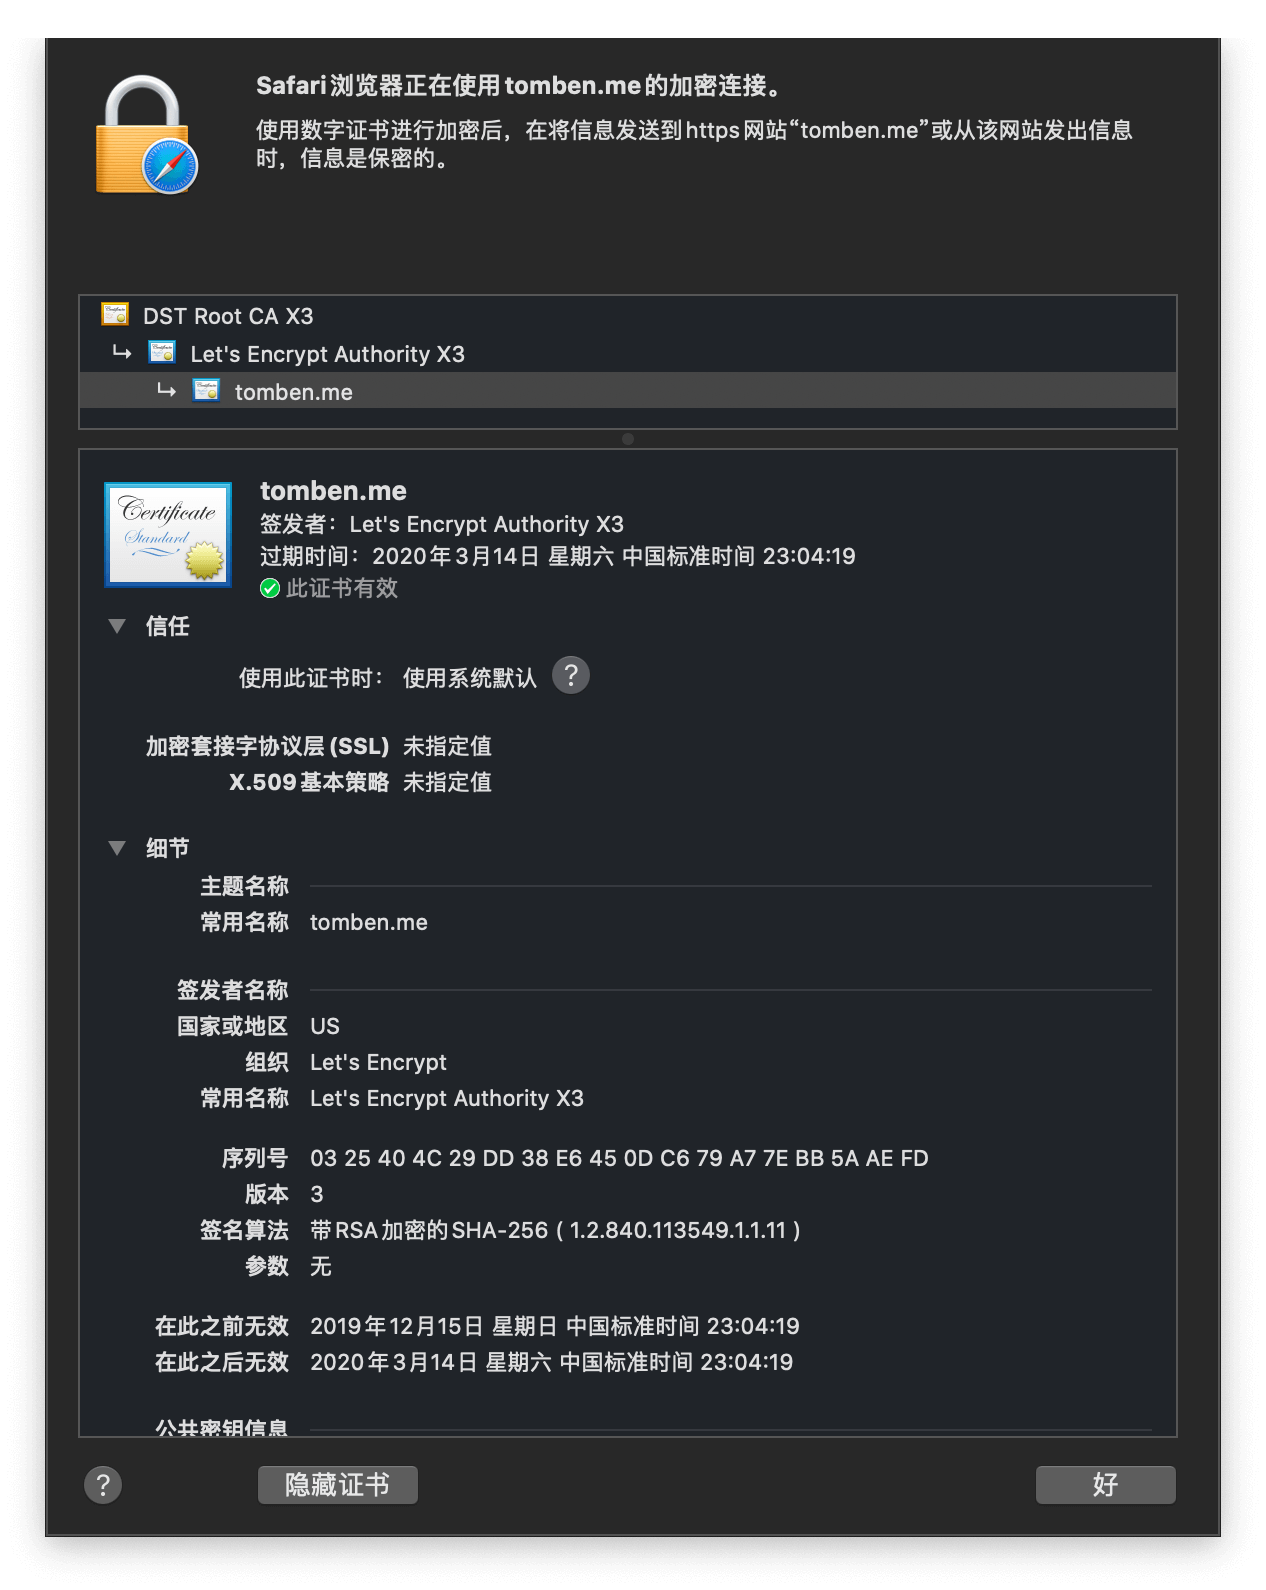 Safari浏览器正在使用tomben.me的加密连接。
使用数字证书进行加密后，在将信息发送到https网站“tomben.me”或从该网站发出信息
时，信息是保密的。
DST Root CA X3
Let's Encrypt Authority X3
tomben.me
Certificate
Standard
tomben.me
签发者：Let's Encrypt Authority X3
过期时间：2020年3月14日 星期六 中国标准时间 23:04:19
此证书有效
信任
使用此证书时： 使用系统默认 ?
加密套接字协议层 (SSL) 未指定值
X.509基本策略 未指定值
细节
主题名称
常用名称 tomben.me
签发者名称
国家或地区 US
组织 Let's Encrypt
常用名称 Let's Encrypt Authority X3
序列号 03 25 40 4C 29 DD 38 E6 45 0D C6 79 A7 7E BB 5A AE FD
版本 3
签名算法 带RSA加密的SHA-256 ( 1.2.840.113549.1.1.11 )
参数 无
在此之前无效 2019年12月15日 星期日 中国标准时间 23:04:19
在此之后无效 2020年3月14日 星期六 中国标准时间 23:04:19
公共密钥信息
? 隐藏证书 好